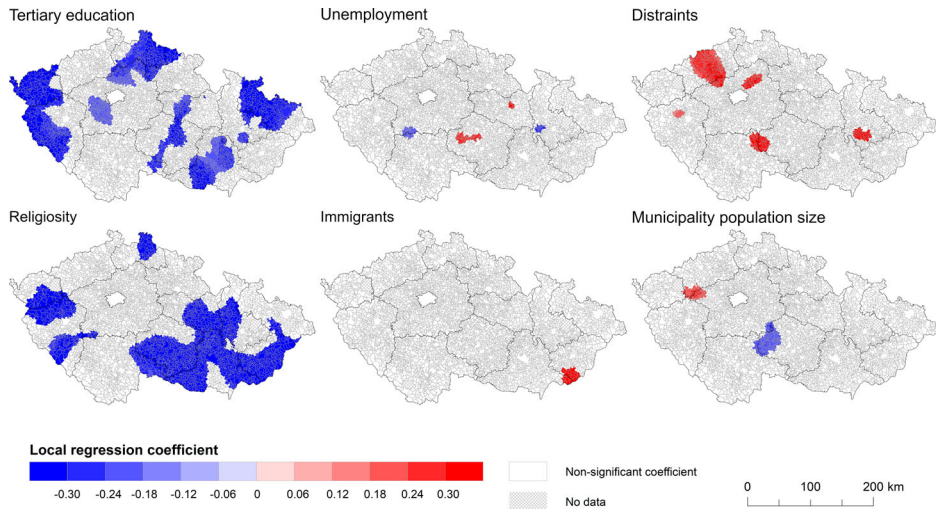 Tertiary education
Unemployment
Distraints
Religiosity
Immigrants
Municipality population size
Local regression coefficient
-0.30 -0.24 -0.18 -0.12 -0.06 0 0.06 0.12 0.18 0.24 0.30
Non-significant coefficient
No data
0 100 200 km